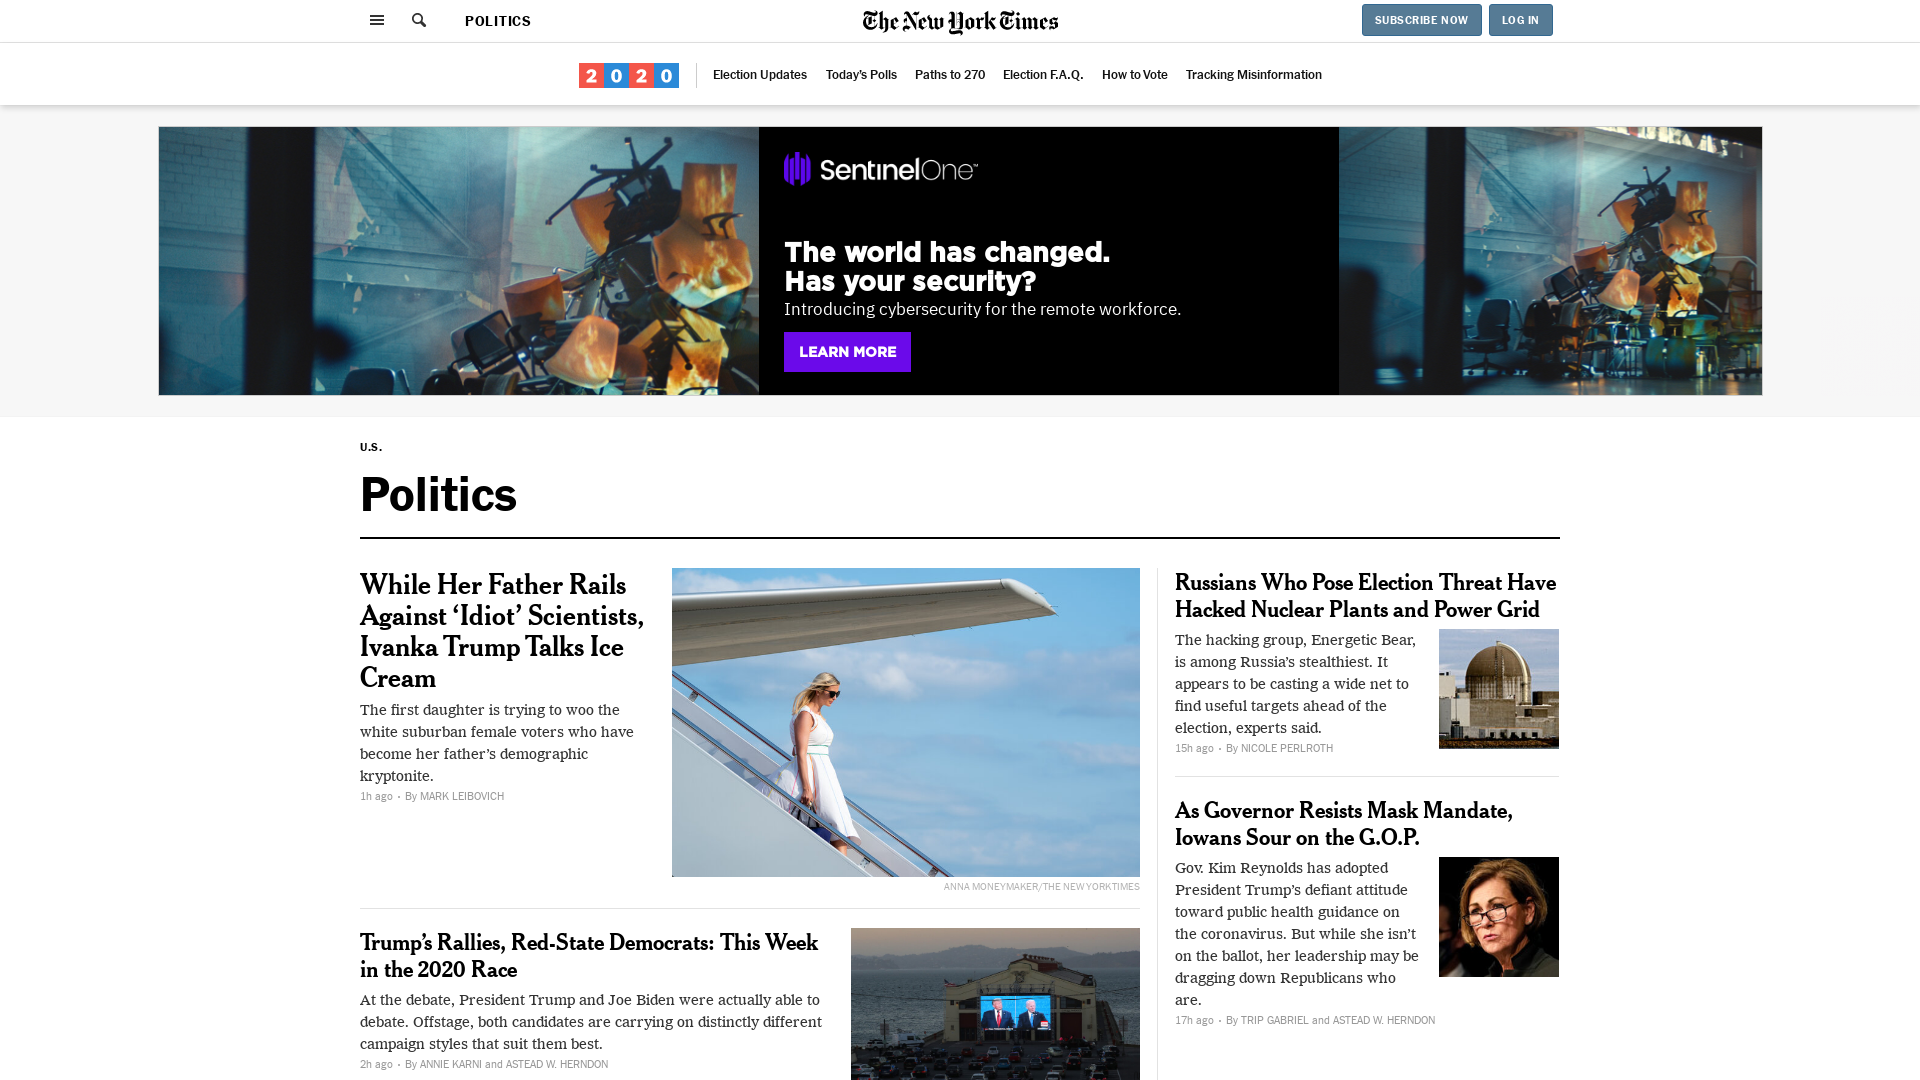 POLITICS
The New York Times
SUBSCRIBE NOW
LOG IN
2020
Election Updates
Today's Polls
Paths to 270
Election F.A.Q.
How to Vote
Tracking Misinformation
SentinelOne™
The world has changed.
Has your security?
Introducing cybersecurity for the remote workforce.
LEARN MORE
U.S.
Politics
While Her Father Rails
Against ‘Idiot’ Scientists,
Ivanka Trump Talks Ice
Cream
The first daughter is trying to woo the
white suburban female voters who have
become her father’s demographic
kryptonite.
1h ago • By MARK LEIBOVICH
ANNA MONEYMAKER/THE NEW YORK TIMES
Trump’s Rallies, Red-State Democrats: This Week
in the 2020 Race
At the debate, President Trump and Joe Biden were actually able to
debate. Offstage, both candidates are carrying on distinctly different
campaign styles that suit them best.
2h ago • By ANNIE KARNI and ASTEAD W. HERNDON
Russians Who Pose Election Threat Have
Hacked Nuclear Plants and Power Grid
The hacking group, Energetic Bear,
is among Russia’s stealthiest. It
appears to be casting a wide net to
find useful targets ahead of the
election, experts said.
15h ago • By NICOLE PERLROTH
As Governor Resists Mask Mandate,
Iowans Sour on the G.O.P.
Gov. Kim Reynolds has adopted
President Trump’s defiant attitude
toward public health guidance on
the coronavirus. But while she isn’t
on the ballot, her leadership may be
dragging down Republicans who
are.
17h ago • By TRIP GABRIEL and ASTEAD W. HERNDON